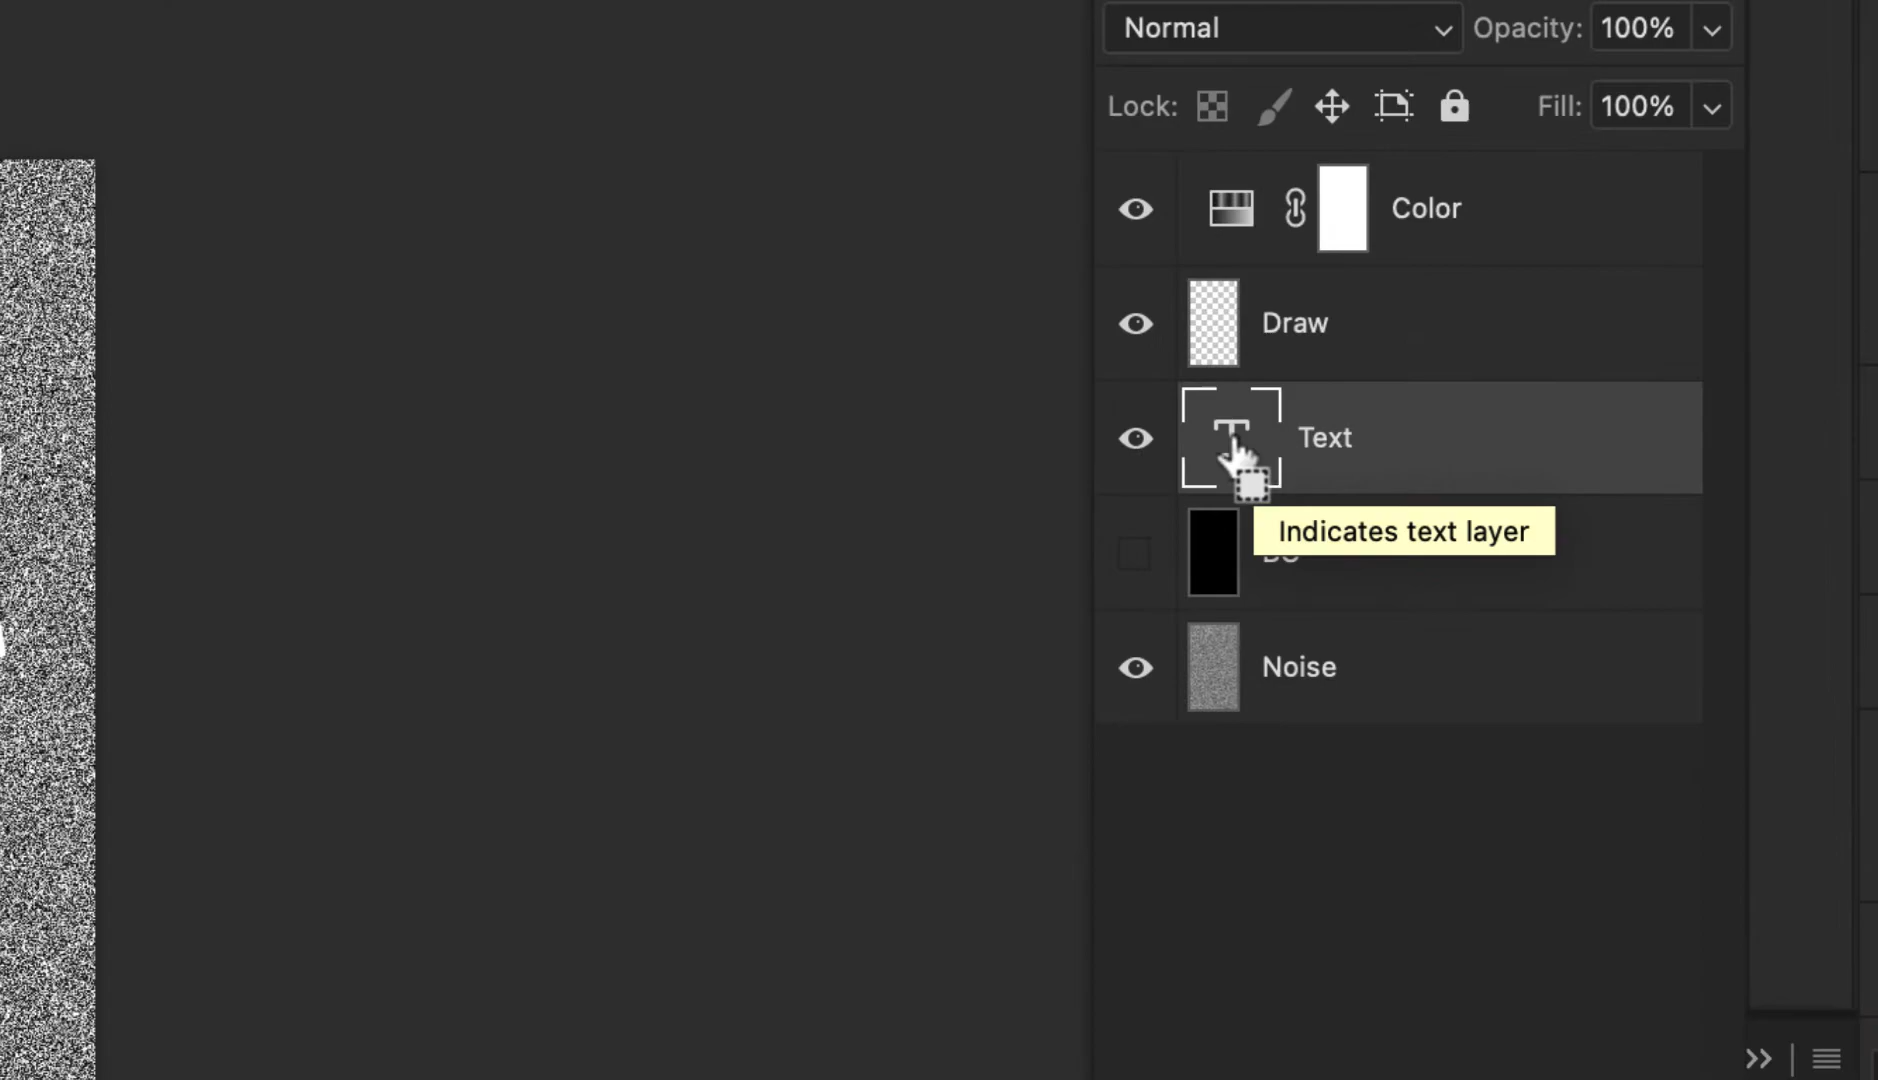 Normal
Opacity: 100%
Lock:
Fill: 100%
Color
Draw
Text
Indicates text layer
Noise